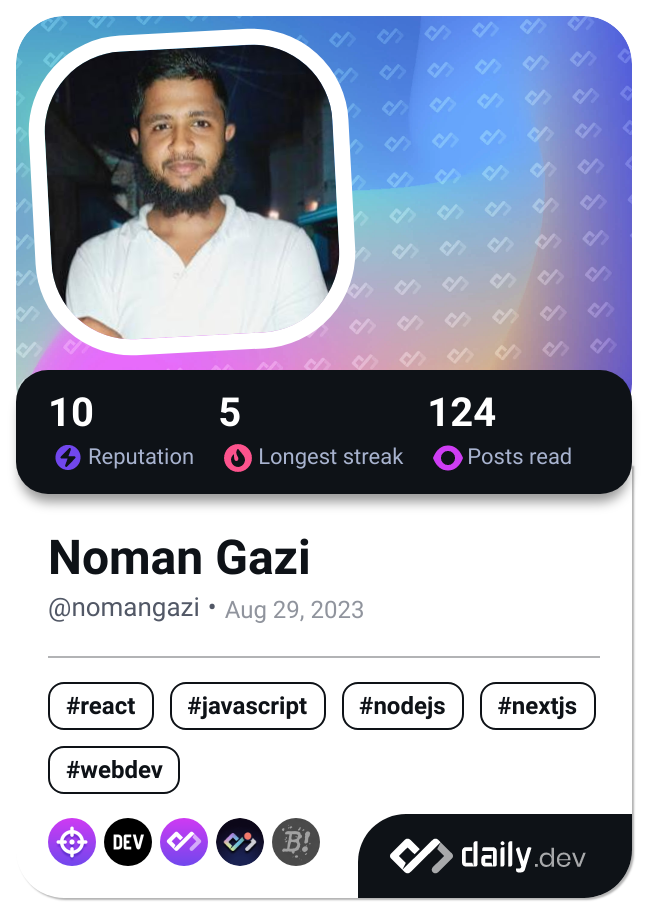 10 5 124
Reputation Longest streak Posts read
Noman Gazi
@nomangazi • Aug 29, 2023
#react #javascript #nodejs #nextjs
#webdev
DEV B!
daily.dev